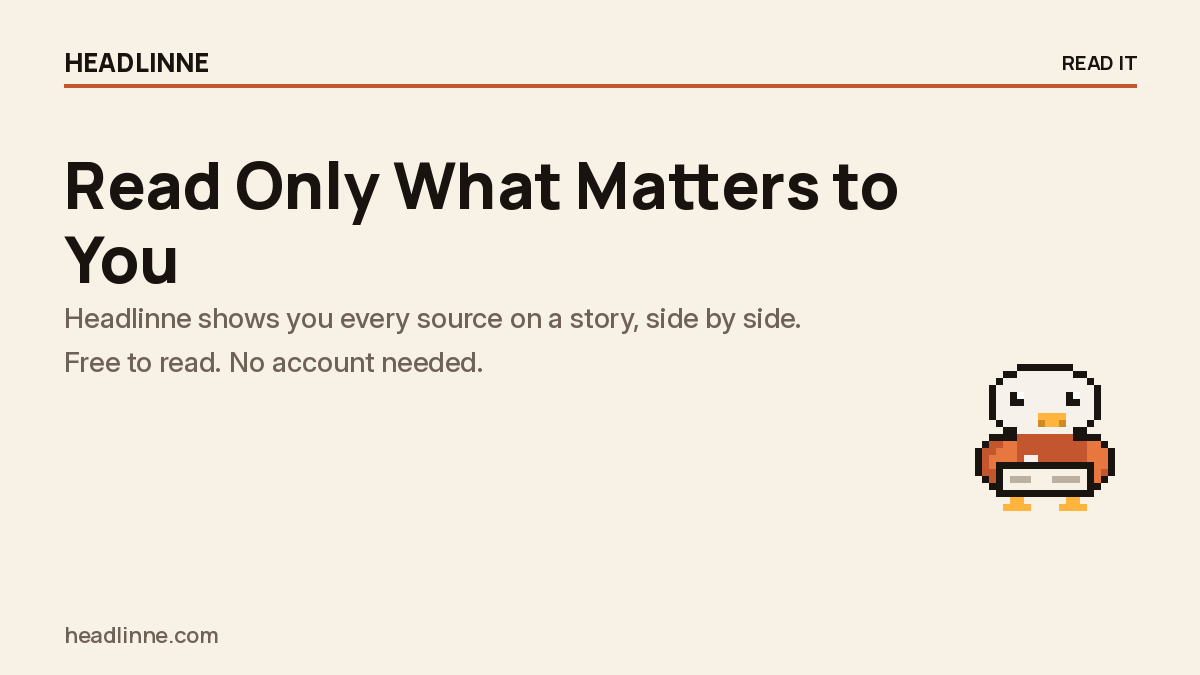 HEADLINNE
READ IT
Read Only What Matters to
You
Headlinne shows you every source on a story, side by side.
Free to read. No account needed.
headlinne.com